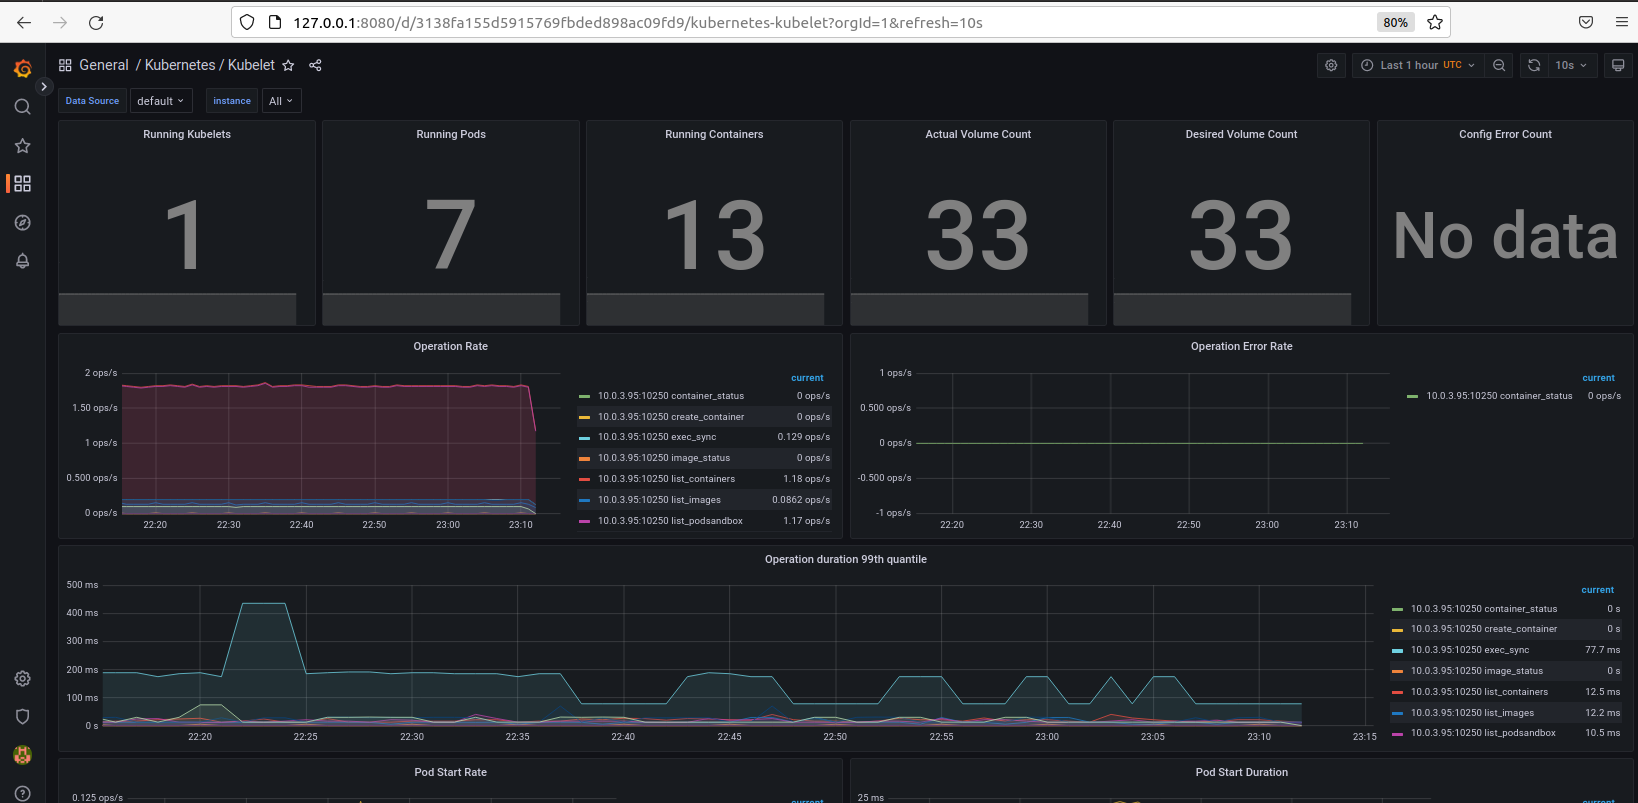 127.0.0.1:8080/d/3138fa155d5915769fbded898ac09fd9/kubernetes-kubelet?orgId=1&refresh=10s 80%
General / Kubernetes / Kubelet Last 1 hour UTC 10s
Data Source default instance All
Running Kubelets
1
Running Pods
7
Running Containers
13
Actual Volume Count
33
Desired Volume Count
33
Config Error Count
No data
Operation Rate
2 ops/s
1.50 ops/s
1 ops/s
0.500 ops/s
0 ops/s
22:20 22:30 22:40 22:50 23:00 23:10
current
10.0.3.95:10250 container_status 0 ops/s
10.0.3.95:10250 create_container 0 ops/s
10.0.3.95:10250 exec_sync 0.129 ops/s
10.0.3.95:10250 image_status 0 ops/s
10.0.3.95:10250 list_containers 1.18 ops/s
10.0.3.95:10250 list_images 0.0862 ops/s
10.0.3.95:10250 list_podsandbox 1.17 ops/s
Operation Error Rate
1 ops/s
0.500 ops/s
0 ops/s
-0.500 ops/s
-1 ops/s
22:20 22:30 22:40 22:50 23:00 23:10
current
10.0.3.95:10250 container_status 0 ops/s
Operation duration 99th quantile
500 ms
400 ms
300 ms
200 ms
100 ms
0 s
22:20 22:25 22:30 22:35 22:40 22:45 22:50 22:55 23:00 23:05 23:10 23:15
current
10.0.3.95:10250 container_status 0 s
10.0.3.95:10250 create_container 0 s
10.0.3.95:10250 exec_sync 77.7 ms
10.0.3.95:10250 image_status 0 s
10.0.3.95:10250 list_containers 12.5 ms
10.0.3.95:10250 list_images 12.2 ms
10.0.3.95:10250 list_podsandbox 10.5 ms
Pod Start Rate
0.125 ops/s
current
Pod Start Duration
25 ms
current